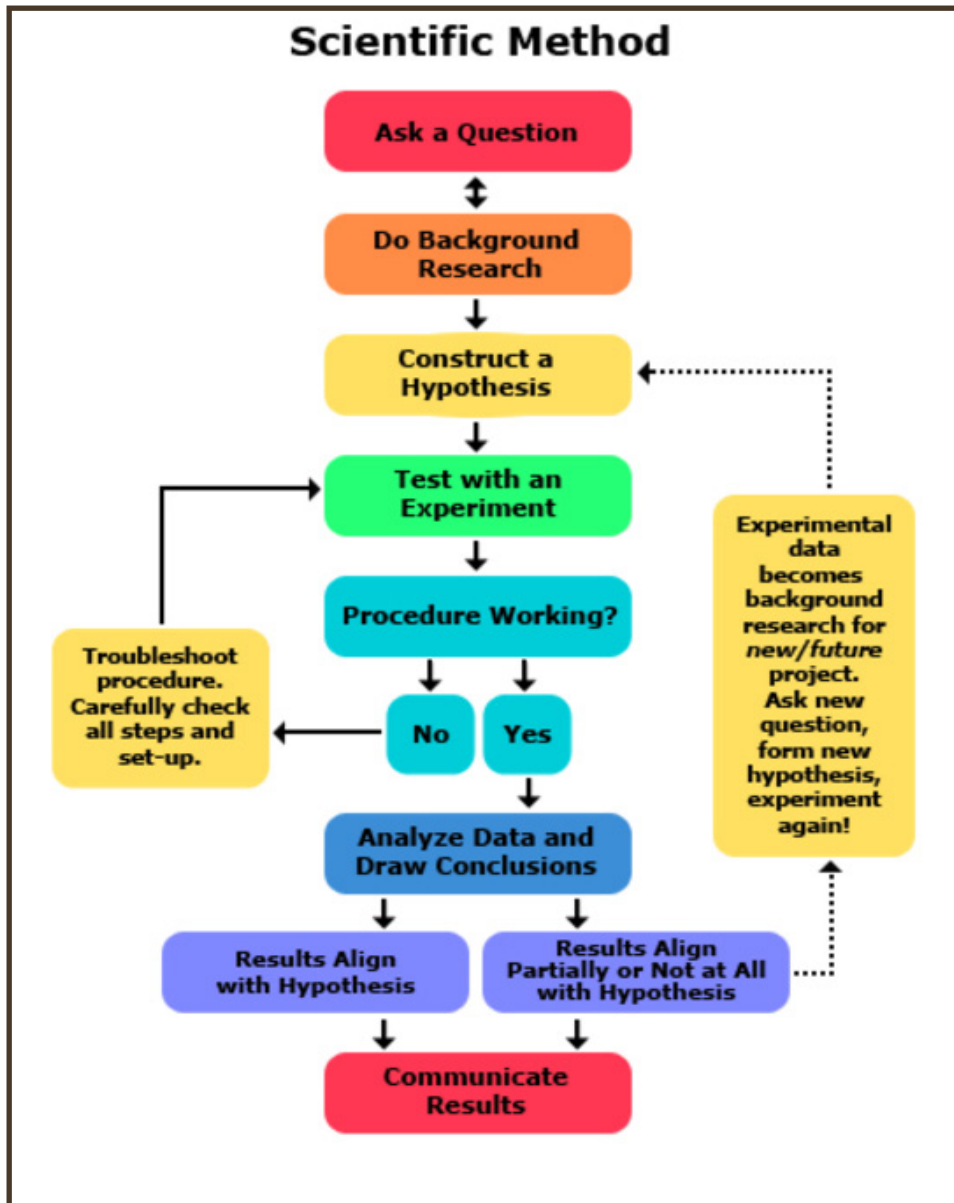 Scientific Method
Ask a Question
Do Background
Research
Construct a
Hypothesis
Test with an
Experiment
Procedure Working?
No
Yes
Troubleshoot
procedure.
Carefully check
all steps and
set-up.
Experimental
data
becomes
background
research for
new/future
project.
Ask new
question,
form new
hypothesis,
experiment
again!
Analyze Data and
Draw Conclusions
Results Align
with Hypothesis
Results Align
Partially or Not at All
with Hypothesis
Communicate
Results